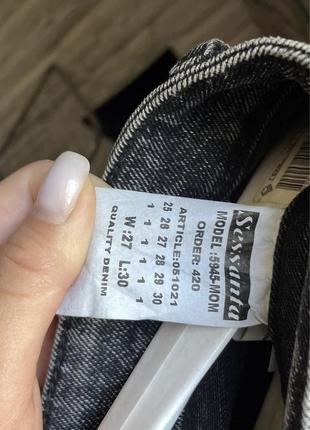 Sessanta
MODEL:5945-MOM
ORDER: 420
ARTICLE:051021
25 26 27 28 29 30
1 1 1 1 1 1
W:27 L:30
QUALITY DENIM